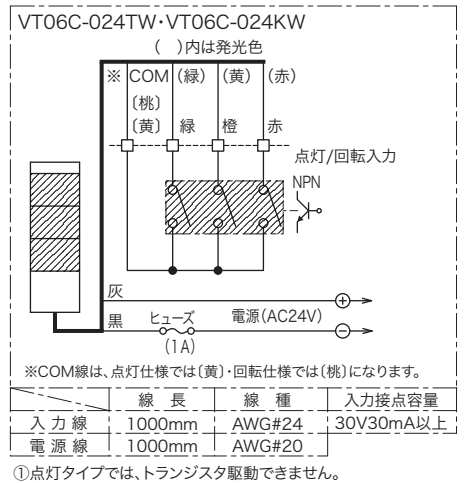 VT06C-024TW・VT06C-024KW
( )内は発光色
※ COM (緑) (黄) (赤)
〔桃〕
〔黄〕 緑 橙 赤
点灯/回転入力
NPN
灰
黒 ヒューズ 電源(AC24V)
(1A)
※COM線は、点灯仕様では〔黄〕・回転仕様では〔桃〕になります。
線 長 線 種 入力接点容量
入 力 線 1000mm AWG#24 30V30mA以上
電 源 線 1000mm AWG#20
①点灯タイプでは、トランジスタ駆動できません。